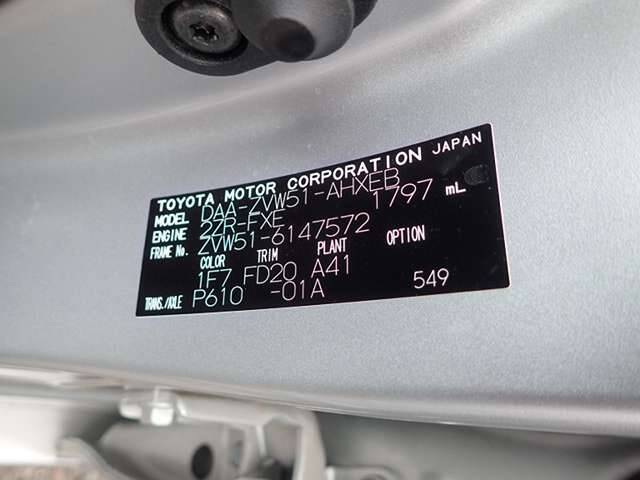 TOYOTA MOTOR CORPORATION JAPAN
MODEL DAA-ZVW51-AHXEB
ENGINE 2ZR-FXE 1797 mL
FRAME No. ZVW51-6147572
COLOR TRIM PLANT OPTION
1F7 FD20 A41
TRANS./AXLE P610 -01A 549